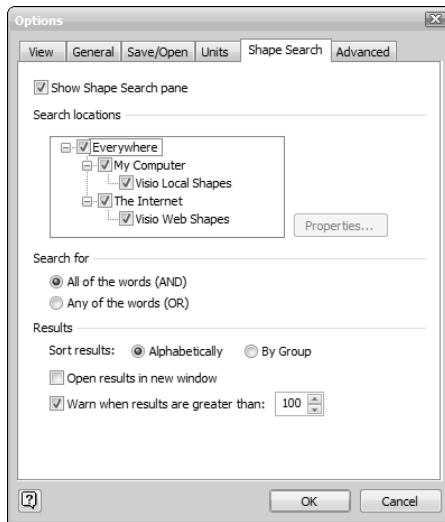 Options
View General Save/Open Units Shape Search Advanced
Show Shape Search pane
Search locations
Everywhere
My Computer
Visio Local Shapes
The Internet
Visio Web Shapes
Properties...
Search for
All of the words (AND)
Any of the words (OR)
Results
Sort results: Alphabetically By Group
Open results in new window
Warn when results are greater than: 100
? OK Cancel